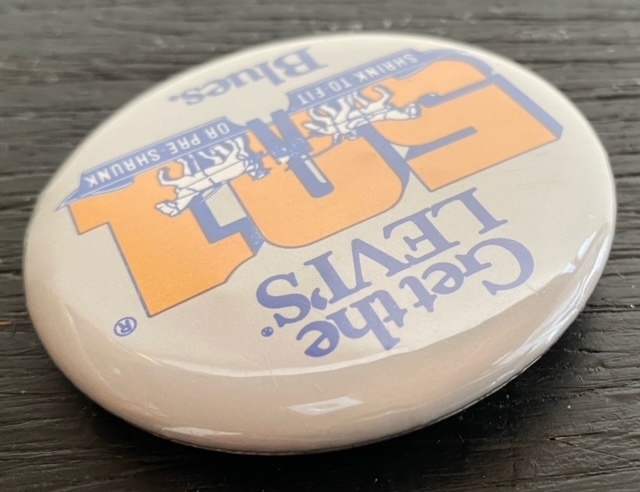 Get the
LEVI'S.
501
®
SHRINK TO FIT
OR PRE-SHRUNK
Blues.